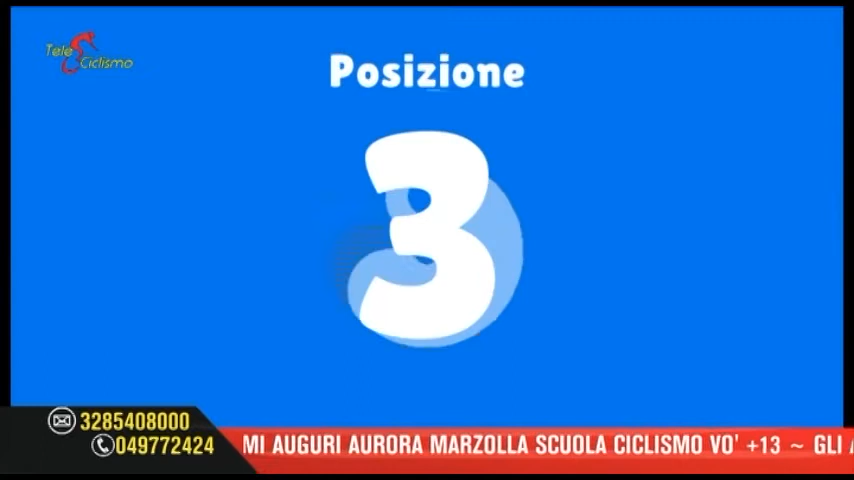 Tele Ciclismo
Posizione
3
3285408000
049772424
MI AUGURI AURORA MARZOLLA SCUOLA CICLISMO VO' +13 ~ GLI A